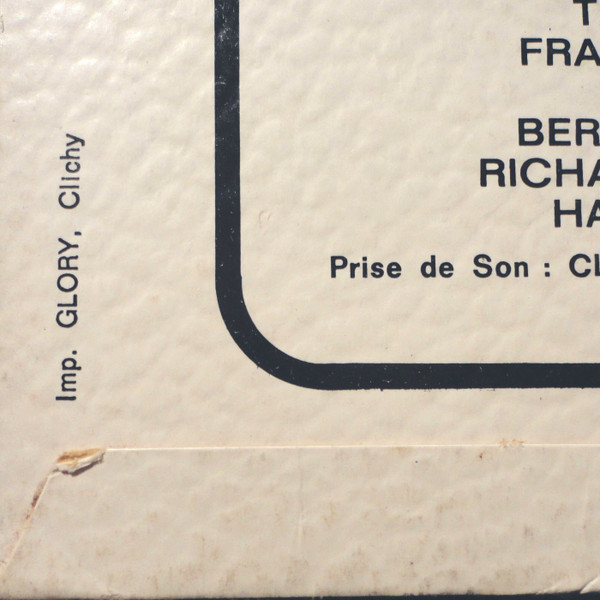 T
FRA
BER
RICHA
HA
Prise de Son : CL
Imp. GLORY, Clichy